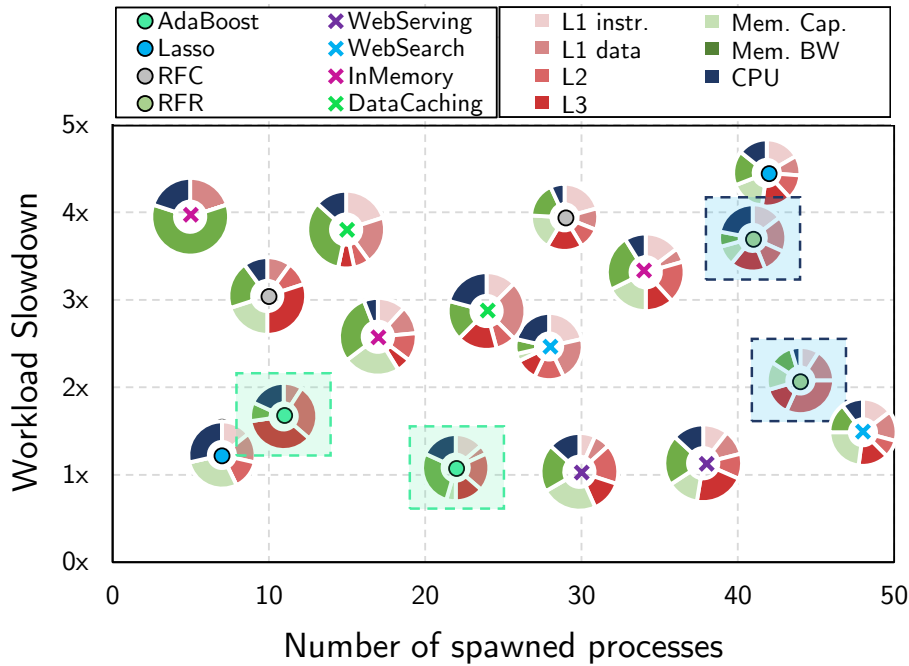 AdaBoost WebServing L1 instr. Mem. Cap.
Lasso WebSearch L1 data Mem. BW
RFC InMemory L2 CPU
RFR DataCaching L3
5x
4x
3x
2x
1x
0x
Workload Slowdown
0 10 20 30 40 50
Number of spawned processes